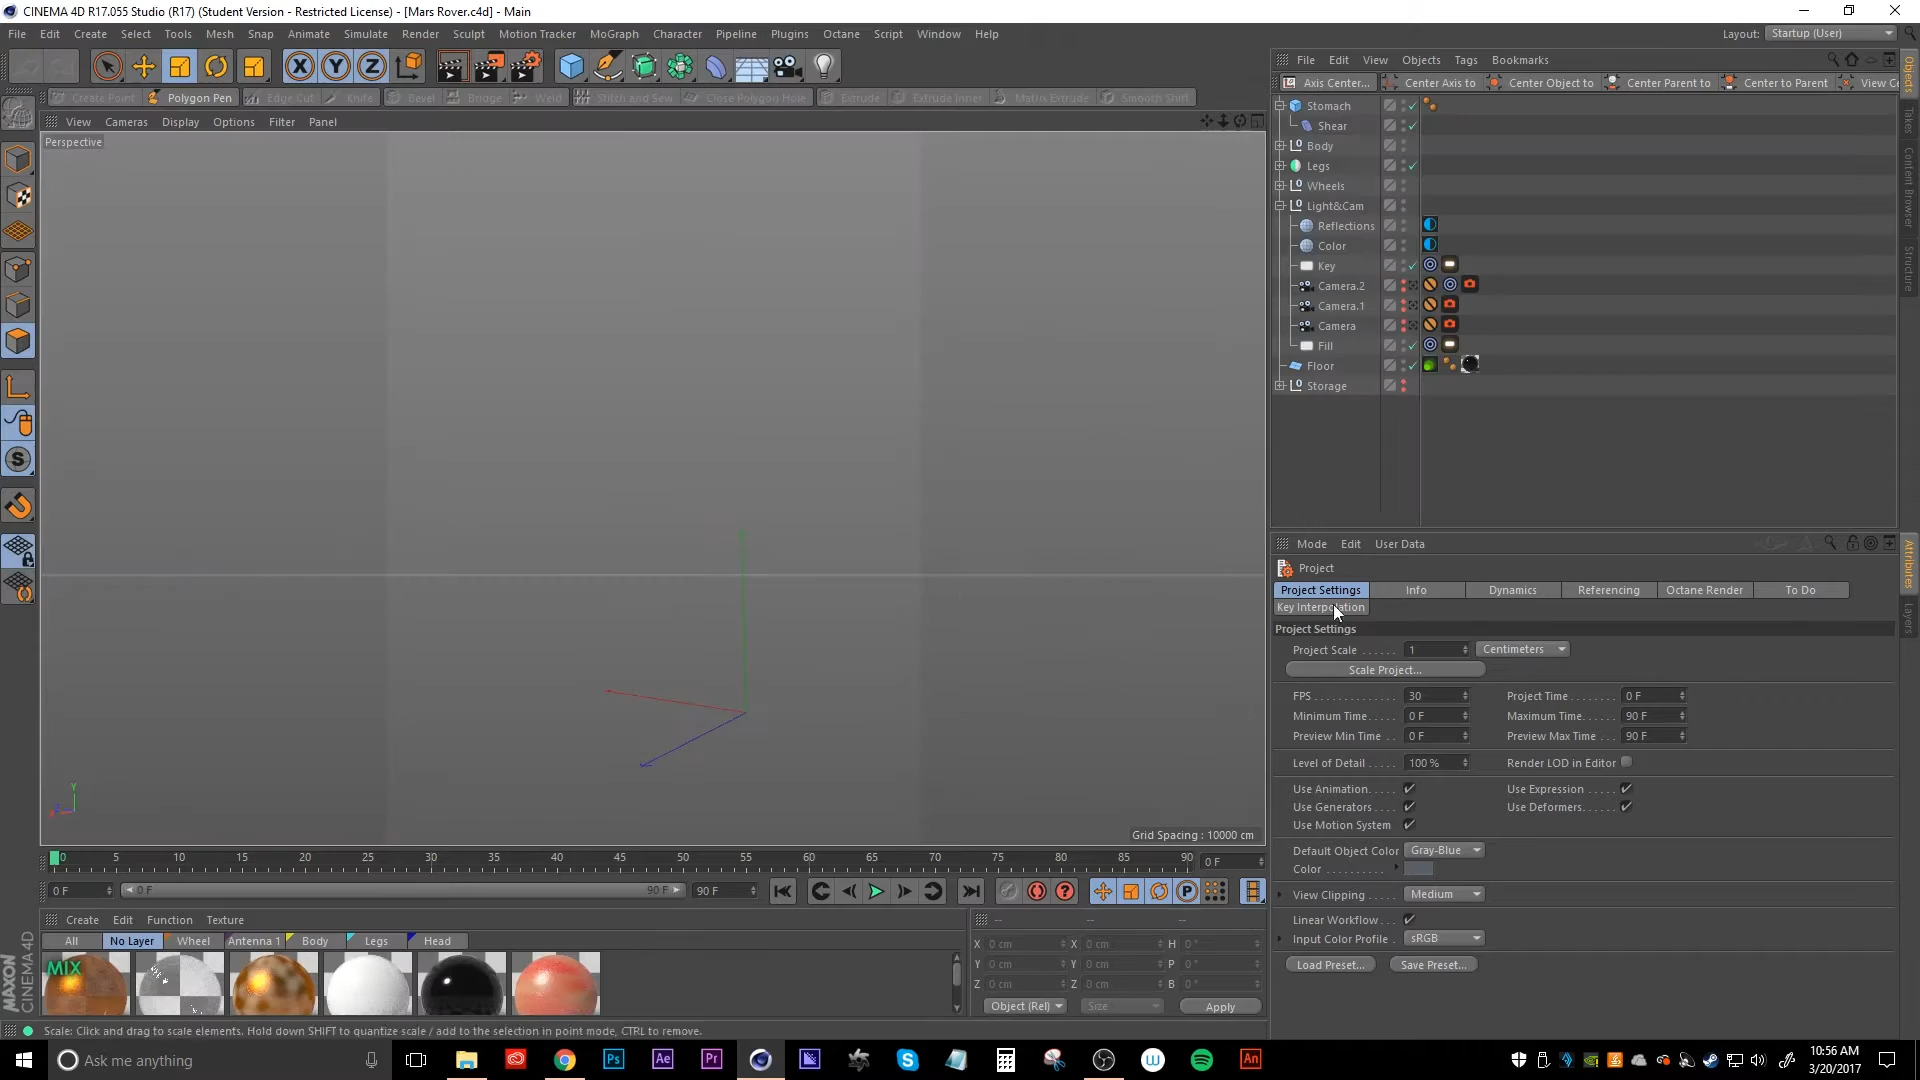 CINEMA 4D R17.055 Studio (R17) (Student Version - Restricted License) - [Mars Rover.c4d] - Main
File Edit Create Select Tools Mesh Snap Animate Simulate Render Sculpt Motion Tracker MoGraph Character Pipeline Plugins Octane Script Window Help
Layout: Startup (User)
Create Point Polygon Pen Edge Cut Knife Bevel Bridge Weld Stitch and Sew Close Polygon Hole Extrude Extrude Inner Matrix Extrude Smooth Shift
View Cameras Display Options Filter Panel
Perspective
Grid Spacing : 10000 cm
File Edit View Objects Tags Bookmarks
Axis Center... Center Axis to Center Object to Center Parent to Center to Parent View Ce
Stomach
Shear
Body
Legs
Wheels
Light&Cam
Reflections
Color
Key
Camera.2
Camera.1
Camera
Fill
Floor
Storage
Objects
Takes
Content Browser
Structure
Mode Edit User Data
Project
Project Settings Info Dynamics Referencing Octane Render To Do
Key Interpolation
Project Settings
Project Scale 1 Centimeters
Scale Project...
FPS 30 Project Time 0 F
Minimum Time 0 F Maximum Time 90 F
Preview Min Time 0 F Preview Max Time 90 F
Level of Detail 100 % Render LOD in Editor
Use Animation Use Expression
Use Generators Use Deformers
Use Motion System
Default Object Color Gray-Blue
Color
View Clipping Medium
Linear Workflow
Input Color Profile sRGB
Load Preset... Save Preset...
Attributes
Layers
0 5 10 15 20 25 30 35 40 45 50 55 60 65 70 75 80 85 90 0 F
0 F 0 F 90 F 90 F
Create Edit Function Texture
All No Layer Wheel Antenna 1 Body Legs Head
MIX
MAXON
CINEMA 4D
-- -- --
X 0 cm X 0 cm H 0 °
Y 0 cm Y 0 cm P 0 °
Z 0 cm Z 0 cm B 0 °
Object (Rel) Size Apply
Scale: Click and drag to scale elements. Hold down SHIFT to quantize scale / add to the selection in point mode, CTRL to remove.
Ask me anything
Ps Ae Pr An
10:56 AM
3/20/2017